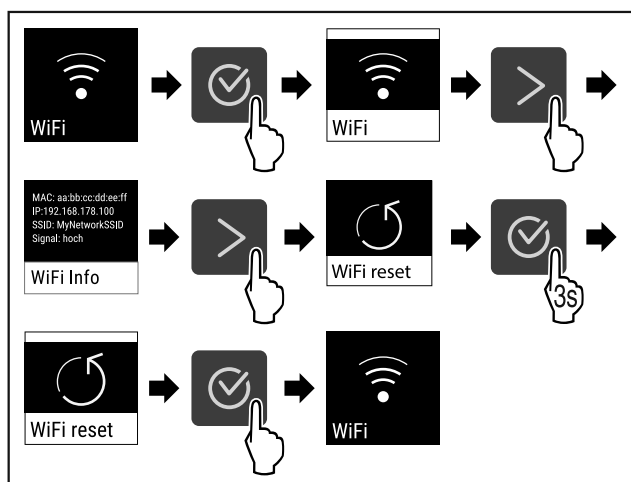 WiFi
WiFi
MAC: aa:bb:cc:dd:ee:ff
IP:192.168.178.100
SSID: MyNetworkSSID
Signal: hoch
WiFi Info
WiFi reset
3s
WiFi reset
WiFi